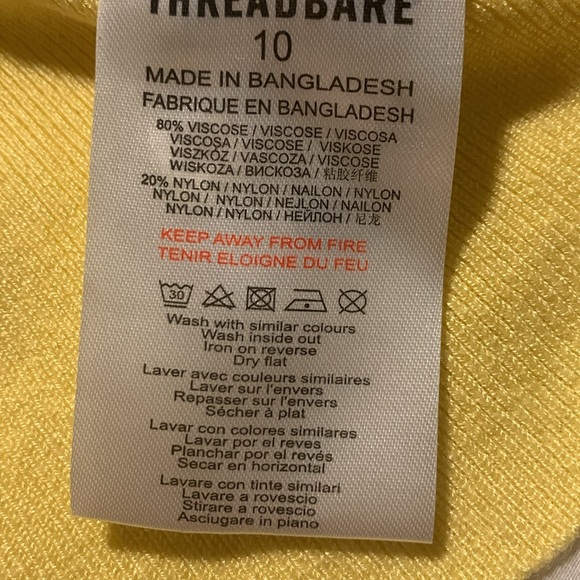 THREADBARE
10
MADE IN BANGLADESH
FABRIQUE EN BANGLADESH
80% VISCOSE / VISCOSE / VISCOSA
VISCOSA / VISCOSE / VISKOSE
VISZKÓZ / VASCOZA / VISCOSE
WISKOZA / ВИСКОЗА / 粘胶纤维
20% NYLON / NYLON / NAILON / NYLON
NYLON / NYLON / NEJLON / NAILON
NYLON / NYLON / НЕЙЛОН / 尼龙
KEEP AWAY FROM FIRE
TENIR ELOIGNE DU FEU
30
Wash with similar colours
Wash inside out
Iron on reverse
Dry flat
Laver avec couleurs similaires
Laver sur l'envers
Repasser sur l'envers
Sécher à plat
Lavar con colores similares
Lavar por el reves
Planchar por el revés
Secar en horizontal
Lavare con tinte similari
Lavare a rovescio
Stirare a rovescio
Asciugare in piano